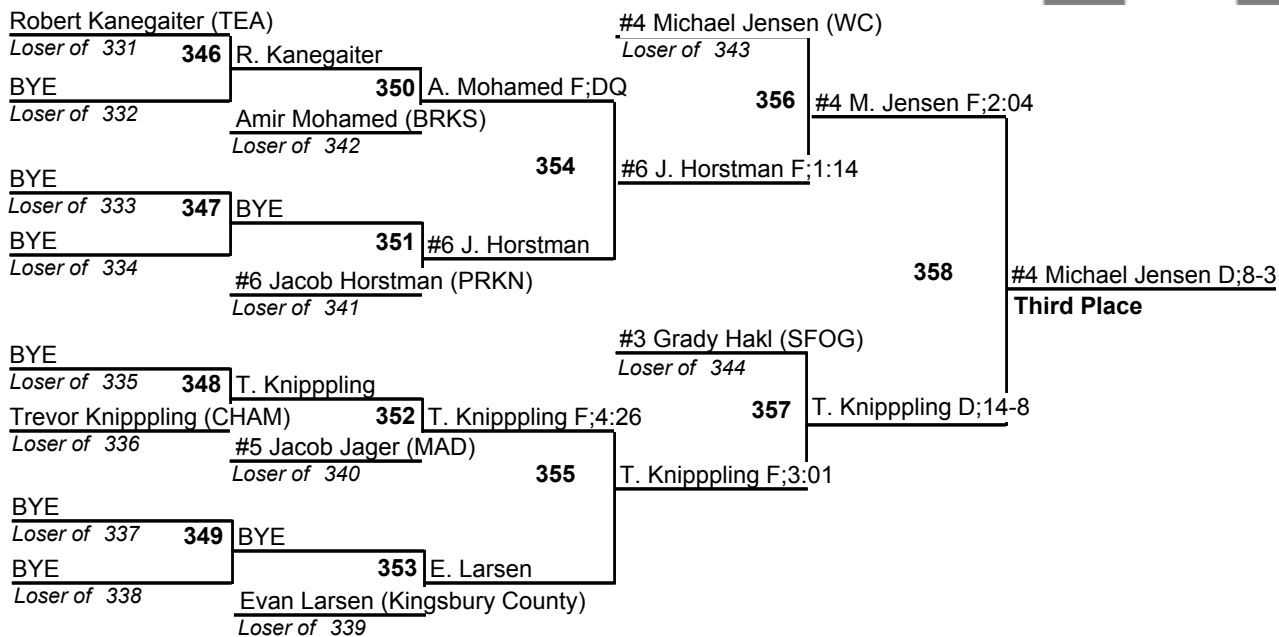 Robert Kanegaiter (TEA)
Loser of 331
346
R. Kanegaiter
BYE
Loser of 332
350
A. Mohamed F;DQ
Amir Mohamed (BRKS)
Loser of 342
#4 Michael Jensen (WC)
Loser of 343
356
#4 M. Jensen F;2:04
354
#6 J. Horstman F;1:14
BYE
Loser of 333
347
BYE
BYE
Loser of 334
351
#6 J. Horstman
#6 Jacob Horstman (PRKN)
Loser of 341
358
#4 Michael Jensen D;8-3
Third Place
BYE
Loser of 335
348
T. Knipppling
Trevor Knipppling (CHAM)
Loser of 336
352
T. Knipppling F;4:26
#5 Jacob Jager (MAD)
Loser of 340
#3 Grady Hakl (SFOG)
Loser of 344
357
T. Knipppling D;14-8
355
T. Knipppling F;3:01
BYE
Loser of 337
349
BYE
BYE
Loser of 338
353
E. Larsen
Evan Larsen (Kingsbury County)
Loser of 339